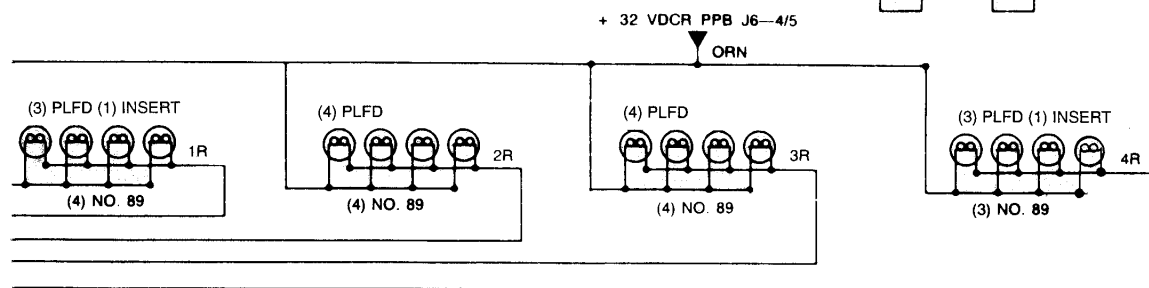 + 32 VDCR PPB J6—4/5
ORN
(3) PLFD (1) INSERT
(4) PLFD
(4) PLFD
(3) PLFD (1) INSERT
1R
2R
3R
4R
(4) NO. 89
(4) NO. 89
(4) NO. 89
(3) NO. 89